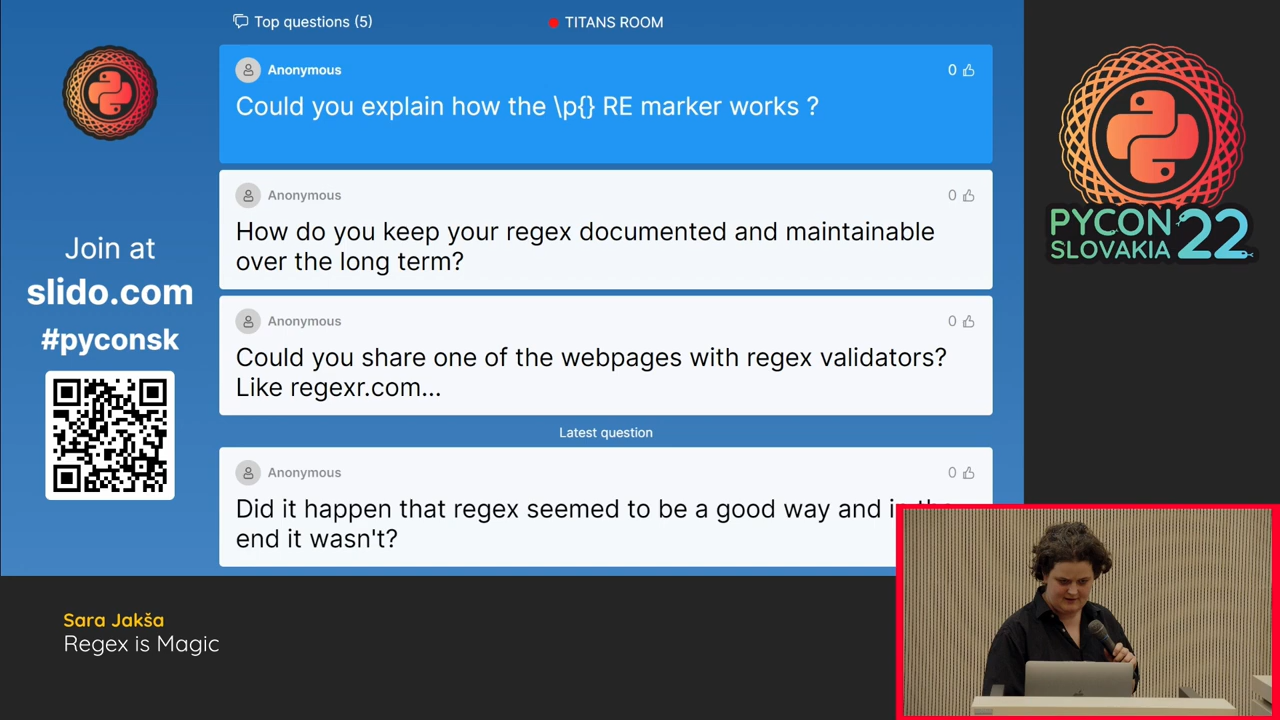 Top questions (5)
TITANS ROOM
Anonymous
0
Could you explain how the \p{} RE marker works ?
Anonymous
0
How do you keep your regex documented and maintainable
over the long term?
Anonymous
0
Could you share one of the webpages with regex validators?
Like regexr.com...
Latest question
Anonymous
0
Did it happen that regex seemed to be a good way and in the
end it wasn't?
Join at
slido.com
#pyconsk
PYCON
SLOVAKIA
22
Sara Jakša
Regex is Magic